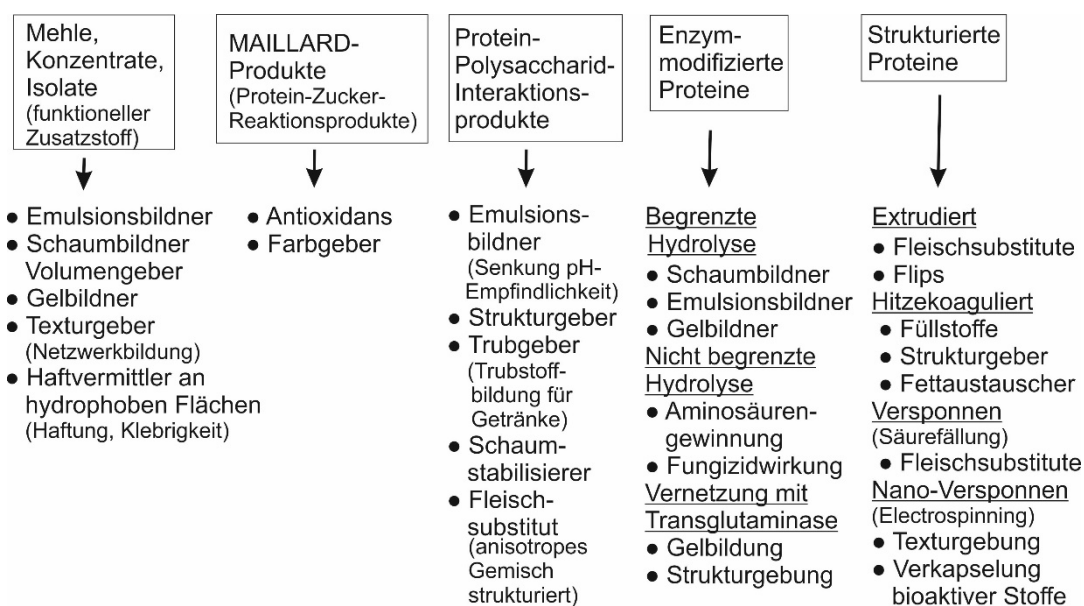 Mehle,
Konzentrate,
Isolate
(funktioneller
Zusatzstoff)
● Emulsionsbildner
● Schaumbildner
Volumengeber
● Gelbildner
● Texturgeber
(Netzwerkbildung)
● Haftvermittler an
hydrophoben Flächen
(Haftung, Klebrigkeit)
MAILLARD-
Produkte
(Protein-Zucker-
Reaktionsprodukte)
● Antioxidans
● Farbgeber
Protein-
Polysaccharid-
Interaktions-
produkte
● Emulsions-
bildner
(Senkung pH-
Empfindlichkeit)
● Strukturgeber
● Trubgeber
(Trubstoff-
bildung für
Getränke)
● Schaum-
stabilisierer
● Fleisch-
substitut
(anisotropes
Gemisch
strukturiert)
Enzym-
modifizierte
Proteine
Begrenzte
Hydrolyse
● Schaumbildner
● Emulsionsbildner
● Gelbildner
Nicht begrenzte
Hydrolyse
● Aminosäuren-
gewinnung
● Fungizidwirkung
Vernetzung mit
Transglutaminase
● Gelbildung
● Strukturgebung
Strukturierte
Proteine
Extrudiert
● Fleischsubstitute
● Flips
Hitzekoaguliert
● Füllstoffe
● Strukturgeber
● Fettaustauscher
Versponnen
(Säurefällung)
● Fleischsubstitute
Nano-Versponnen
(Electrospinning)
● Texturgebung
● Verkapselung
bioaktiver Stoffe